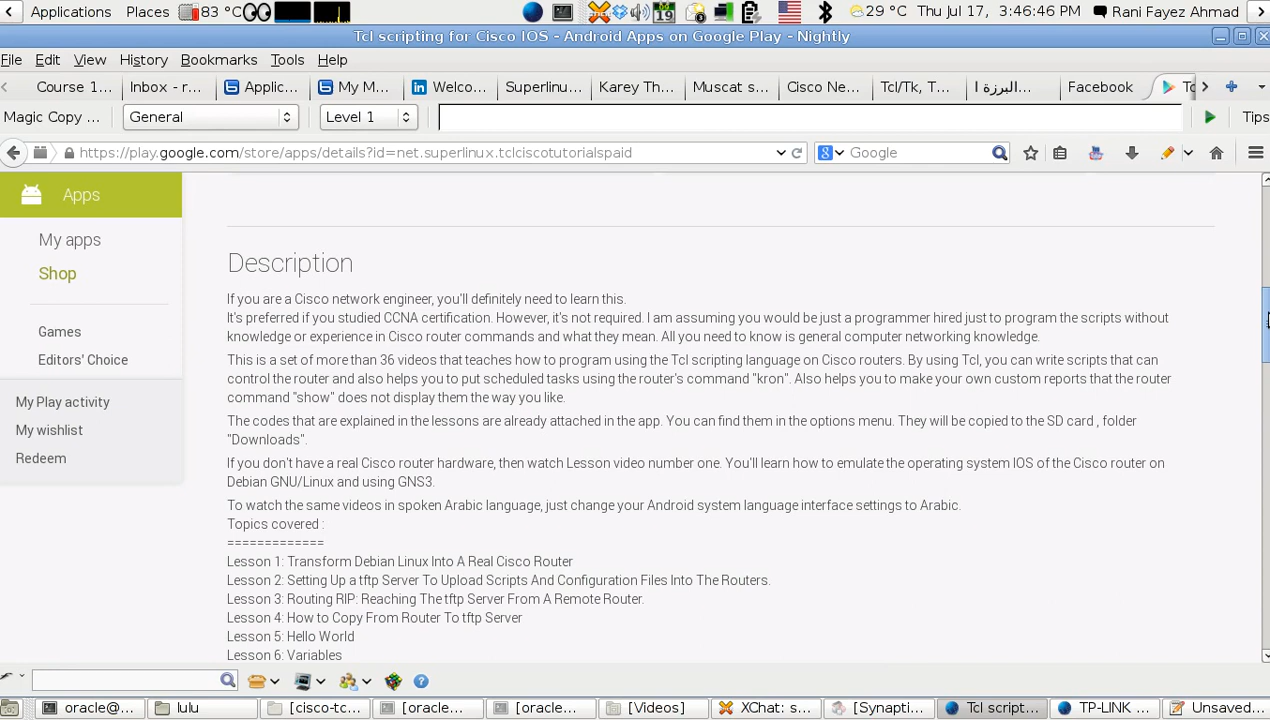 Applications Places 83 °C 19 29 °C Thu Jul 17, 3:46:46 PM Rani Fayez Ahmad
Tcl scripting for Cisco IOS - Android Apps on Google Play - Nightly
File Edit View History Bookmarks Tools Help
Course 1... Inbox - r... Applic... My M... Welco... Superlinu... Karey Th... Muscat s... Cisco Ne... Tcl/Tk, T... البرزة ا... Facebook Tc
Magic Copy ... General Level 1 Tips
https://play.google.com/store/apps/details?id=net.superlinux.tclciscotutorialspaid Google
Apps
My apps
Shop
Games
Editors' Choice
My Play activity
My wishlist
Redeem
Description
If you are a Cisco network engineer, you'll definitely need to learn this.
It's preferred if you studied CCNA certification. However, it's not required. I am assuming you would be just a programmer hired just to program the scripts without
knowledge or experience in Cisco router commands and what they mean. All you need to know is general computer networking knowledge.
This is a set of more than 36 videos that teaches how to program using the Tcl scripting language on Cisco routers. By using Tcl, you can write scripts that can
control the router and also helps you to put scheduled tasks using the router's command "kron". Also helps you to make your own custom reports that the router
command "show" does not display them the way you like.
The codes that are explained in the lessons are already attached in the app. You can find them in the options menu. They will be copied to the SD card , folder
"Downloads".
If you don't have a real Cisco router hardware, then watch Lesson video number one. You'll learn how to emulate the operating system IOS of the Cisco router on
Debian GNU/Linux and using GNS3.
To watch the same videos in spoken Arabic language, just change your Android system language interface settings to Arabic.
Topics covered :
=============
Lesson 1: Transform Debian Linux Into A Real Cisco Router
Lesson 2: Setting Up a tftp Server To Upload Scripts And Configuration Files Into The Routers.
Lesson 3: Routing RIP: Reaching The tftp Server From A Remote Router.
Lesson 4: How to Copy From Router To tftp Server
Lesson 5: Hello World
Lesson 6: Variables
oracle@... lulu [cisco-tc... [oracle... [oracle... [Videos] XChat: s... [Synapti... Tcl script... TP-LINK ... Unsaved...